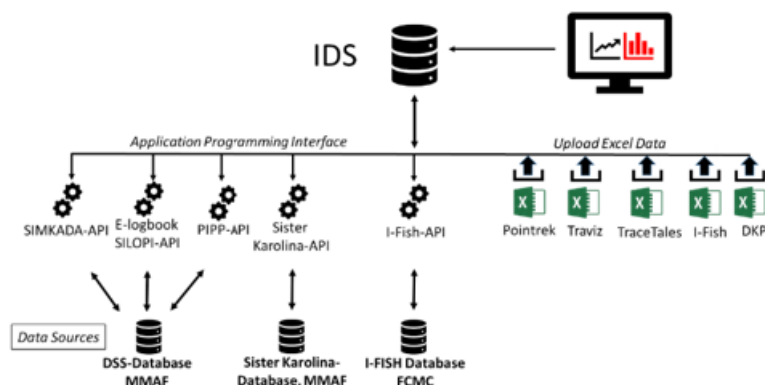 IDS
Application Programming Interface
Upload Excel Data
SIMKADA-API
E-logbook
SILOPI-API
PIPP-API
Sister
Karolina-API
I-Fish-API
Pointrek
Traviz
TraceTales
I-Fish
DKP
Data Sources
DSS-Database
MMAF
Sister Karolina-
Database, MMAF
I-FISH Database
FCMC